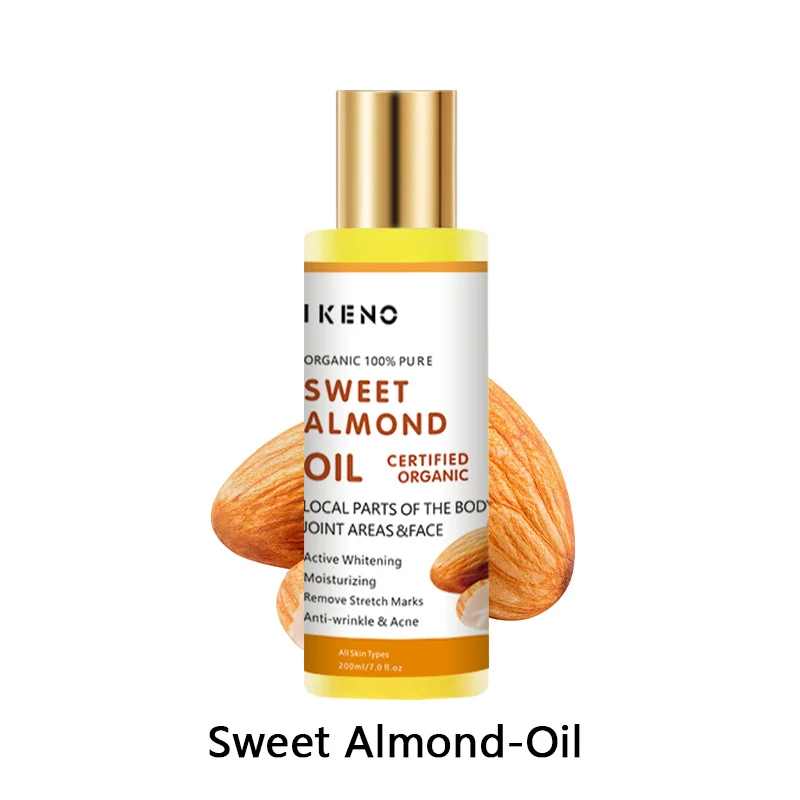 IKENO
ORGANIC 100% PURE
SWEET
ALMOND
OIL
CERTIFIED
ORGANIC
LOCAL PARTS OF THE BODY
JOINT AREAS&FACE
Active Whitening
Moisturizing
Remove Stretch Marks
Anti-wrinkle & Acne
All Skin Types
200ml/7.0 fl.oz
Sweet Almond-Oil